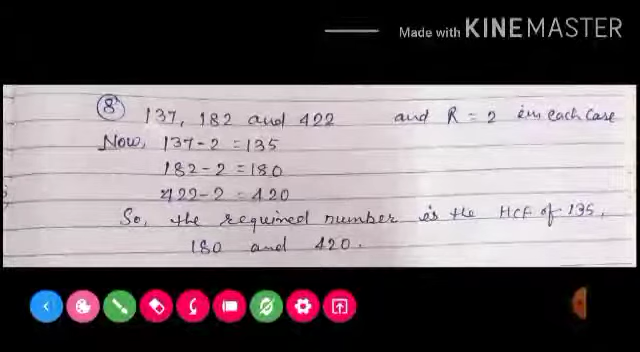 Made with KINEMASTER
8 137, 182 and 422 and R = 2 in each case
Now, 137 - 2 = 135
182 - 2 = 180
422 - 2 = 420
So, the required number is the HCF of 135,
180 and 420.